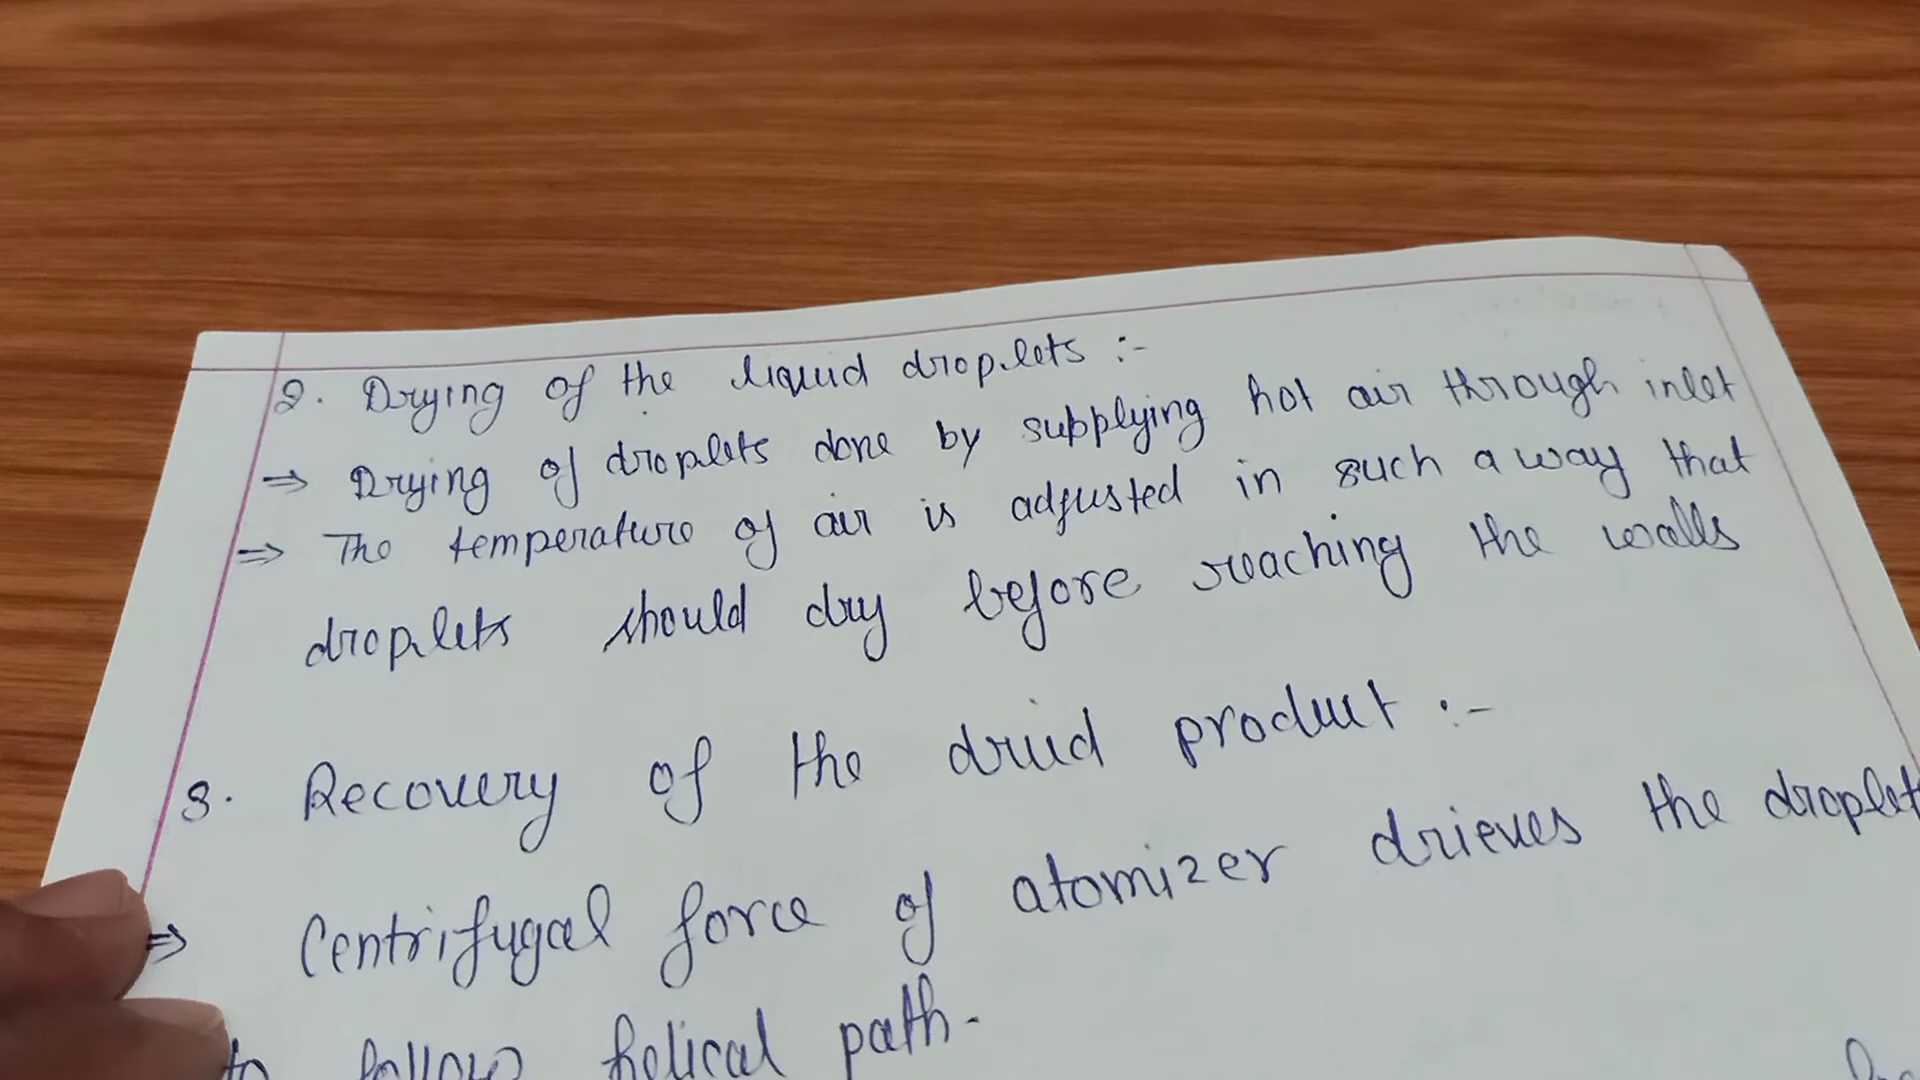 2. Drying of the liquid droplets :-
⇒ Drying of droplets done by supplying hot air through inlet
⇒ The temperature of air is adjusted in such a way that
droplets should dry before reaching the walls
3. Recovery of the dried product :-
⇒ Centrifugal force of atomizer drieves the droplet
to follow helical path.